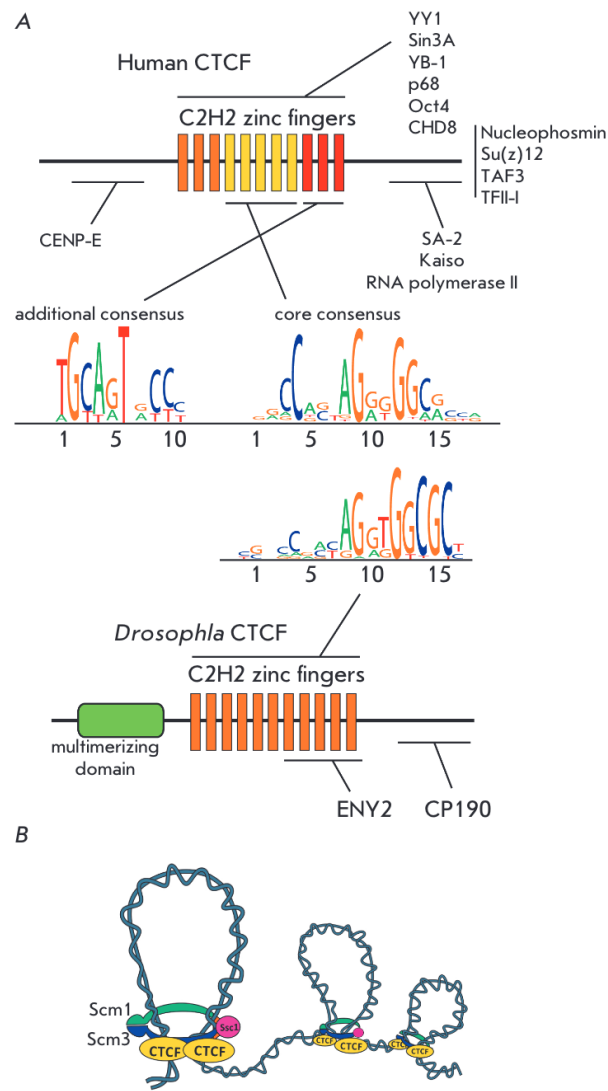 A
Human CTCF
YY1
Sin3A
YB-1
p68
Oct4
CHD8
C2H2 zinc fingers
Nucleophosmin
Su(z)12
TAF3
TFII-I
CENP-E
SA-2
Kaiso
RNA polymerase II
additional consensus
core consensus
1 5 10
1 5 10 15
1 5 10 15
Drosophla CTCF
C2H2 zinc fingers
multimerizing
domain
ENY2
CP190
B
Scm1
Scm3
Ssc1
CTCF CTCF
CTCF CTCF
CTCF CTCF